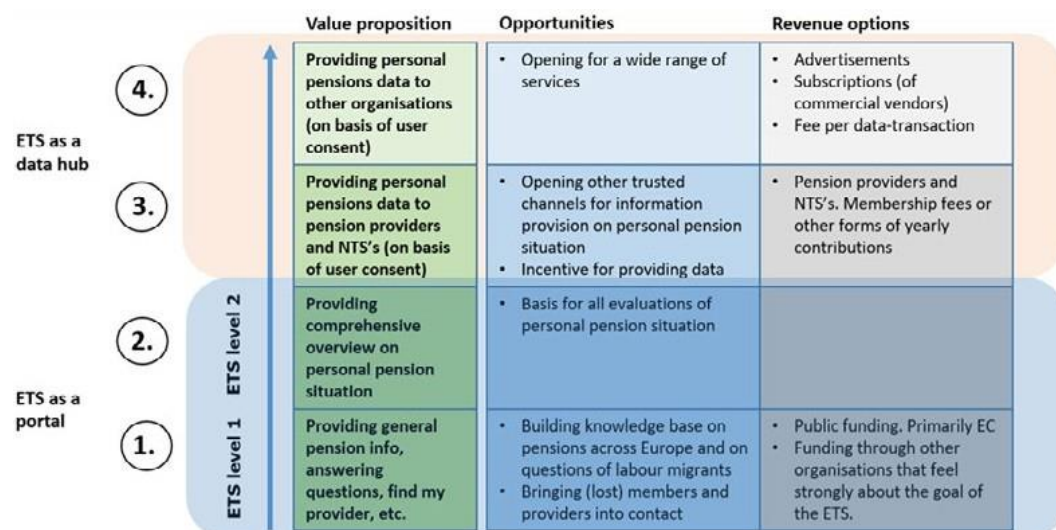 Value proposition
Opportunities
Revenue options
ETS as a
data hub
4.
Providing personal
pensions data to
other organisations
(on basis of user
consent)
• Opening for a wide range of
services
• Advertisements
• Subscriptions (of
commercial vendors)
• Fee per data-transaction
3.
Providing personal
pensions data to
pension providers
and NTS's (on basis
of user consent)
• Opening other trusted
channels for information
provision on personal pension
situation
• Incentive for providing data
• Pension providers and
NTS's. Membership fees or
other forms of yearly
contributions
ETS as a
portal
2.
ETS level 2
Providing
comprehensive
overview on
personal pension
situation
• Basis for all evaluations of
personal pension situation
1.
ETS level 1
Providing general
pension info,
answering
questions, find my
provider, etc.
• Building knowledge base on
pensions across Europe and on
questions of labour migrants
• Bringing (lost) members and
providers into contact
• Public funding. Primarily EC
• Funding through other
organisations that feel
strongly about the goal of
the ETS.